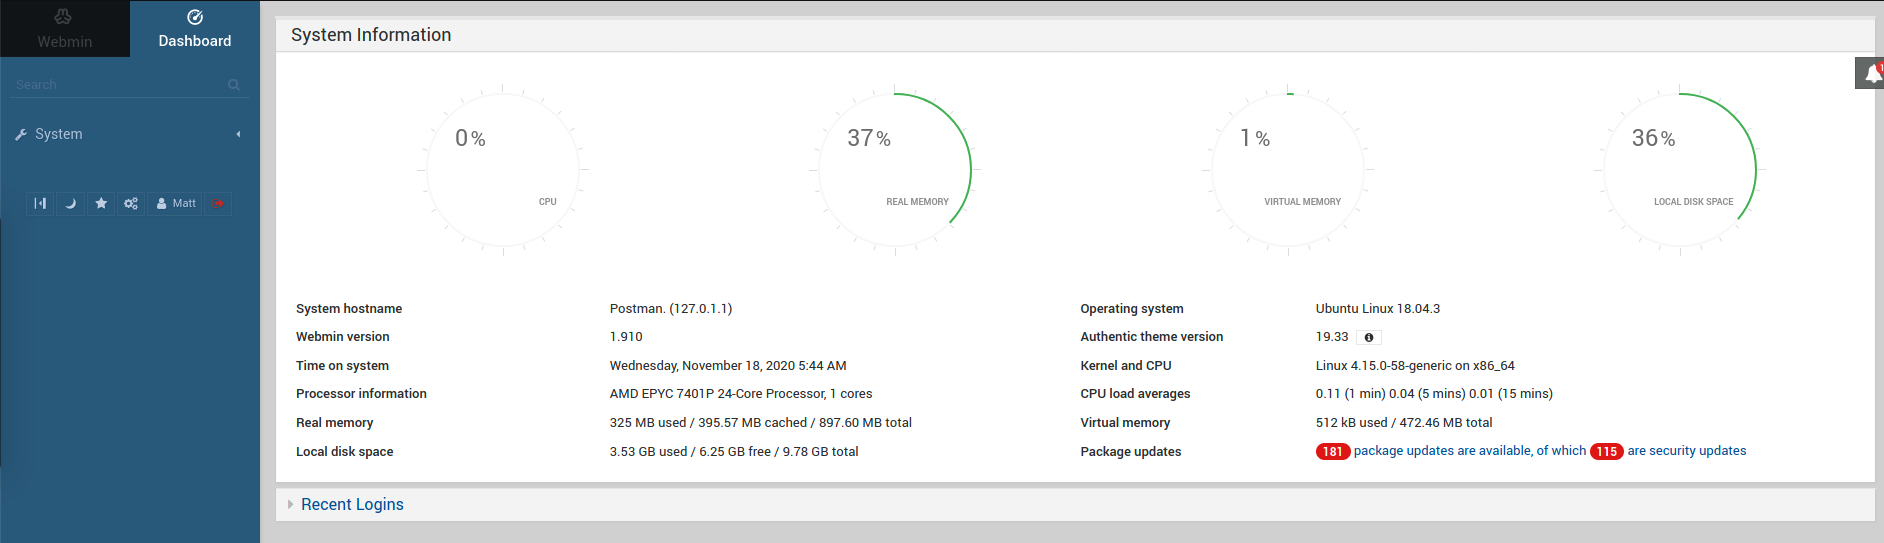 Webmin
Dashboard
Search
System
Matt
System Information
0%
CPU
37%
REAL MEMORY
1%
VIRTUAL MEMORY
36%
LOCAL DISK SPACE
1
System hostname Postman. (127.0.1.1) Operating system Ubuntu Linux 18.04.3
Webmin version 1.910 Authentic theme version 19.33
Time on system Wednesday, November 18, 2020 5:44 AM Kernel and CPU Linux 4.15.0-58-generic on x86_64
Processor information AMD EPYC 7401P 24-Core Processor, 1 cores CPU load averages 0.11 (1 min) 0.04 (5 mins) 0.01 (15 mins)
Real memory 325 MB used / 395.57 MB cached / 897.60 MB total Virtual memory 512 kB used / 472.46 MB total
Local disk space 3.53 GB used / 6.25 GB free / 9.78 GB total Package updates 181 package updates are available, of which 115 are security updates
Recent Logins